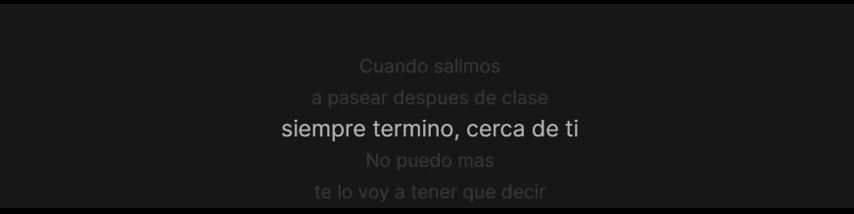 Cuando salimos
a pasear despues de clase
siempre termino, cerca de ti
No puedo mas
te lo voy a tener que decir